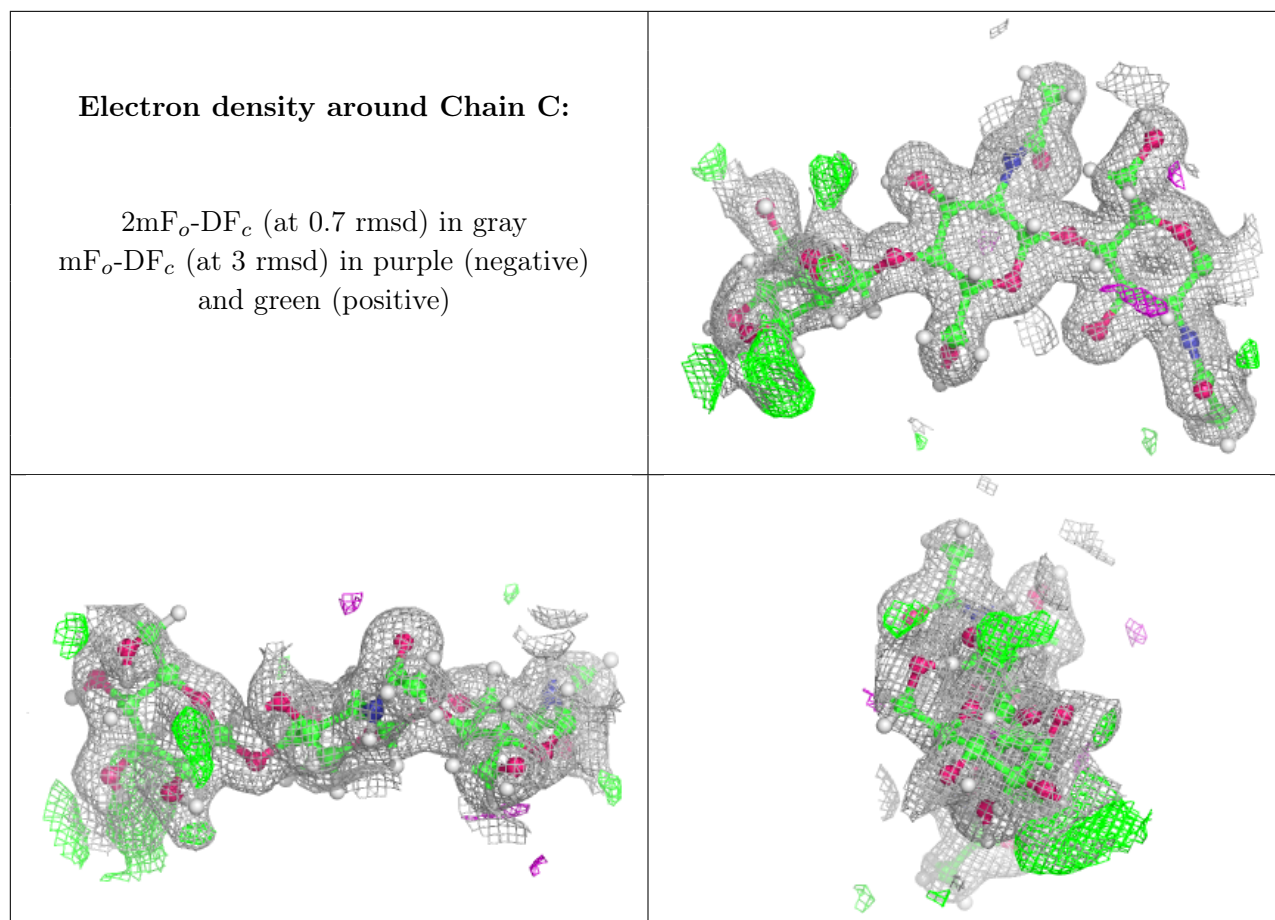 Electron density around Chain C:
2mFₒ-DF𝒸 (at 0.7 rmsd) in gray
mFₒ-DF𝒸 (at 3 rmsd) in purple (negative)
and green (positive)